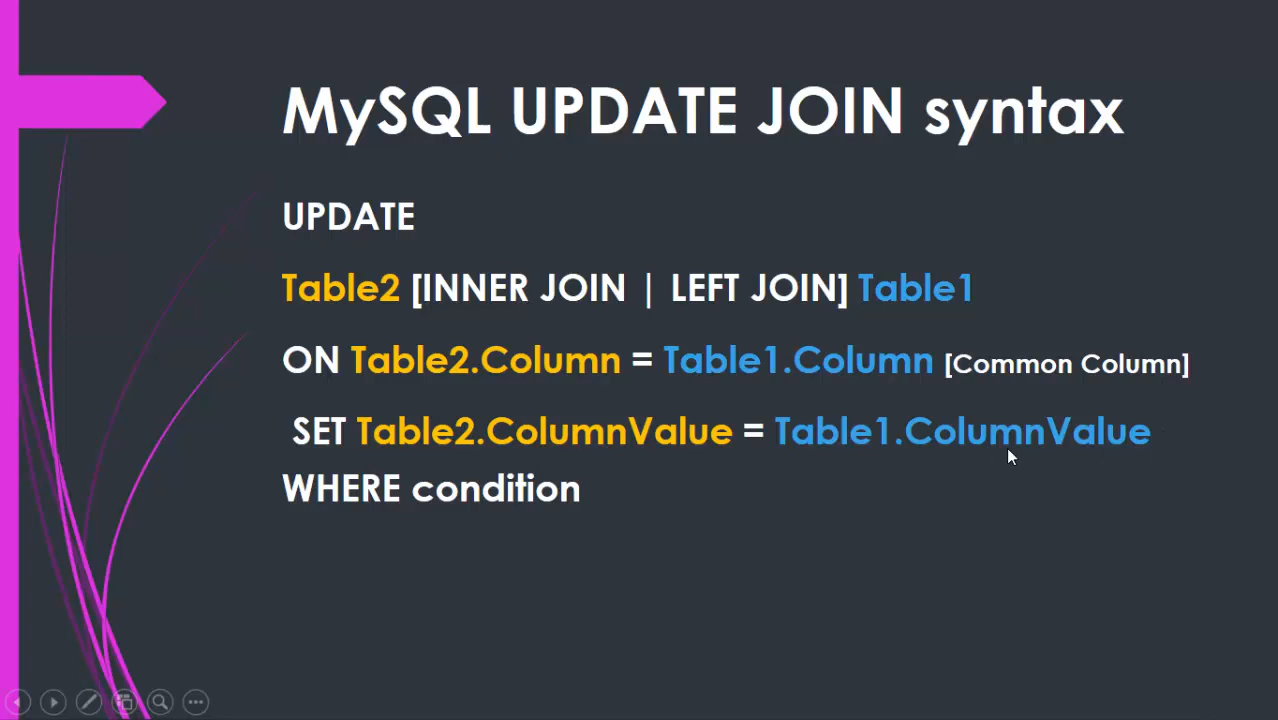 MySQL UPDATE JOIN syntax
UPDATE
Table2 [INNER JOIN | LEFT JOIN] Table1
ON Table2.Column = Table1.Column [Common Column]
SET Table2.ColumnValue = Table1.ColumnValue
WHERE condition